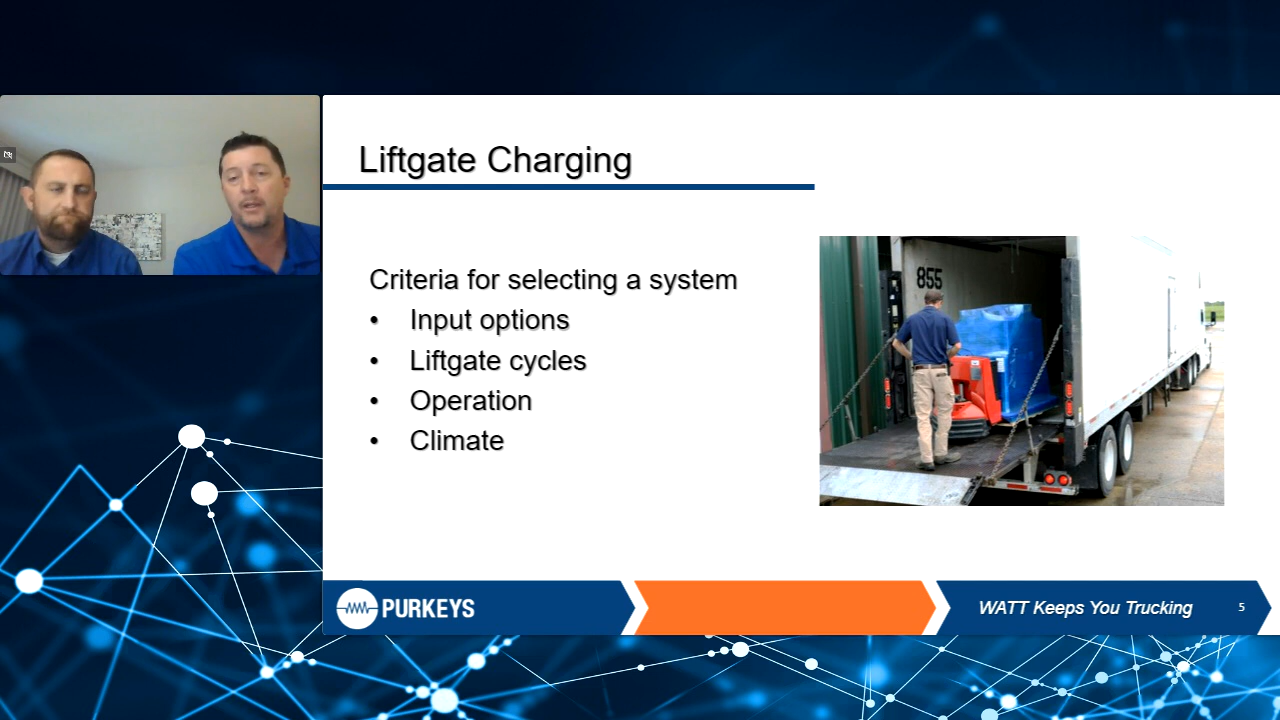 Liftgate Charging
Criteria for selecting a system
• Input options
• Liftgate cycles
• Operation
• Climate
855
PURKEYS
WATT Keeps You Trucking
5